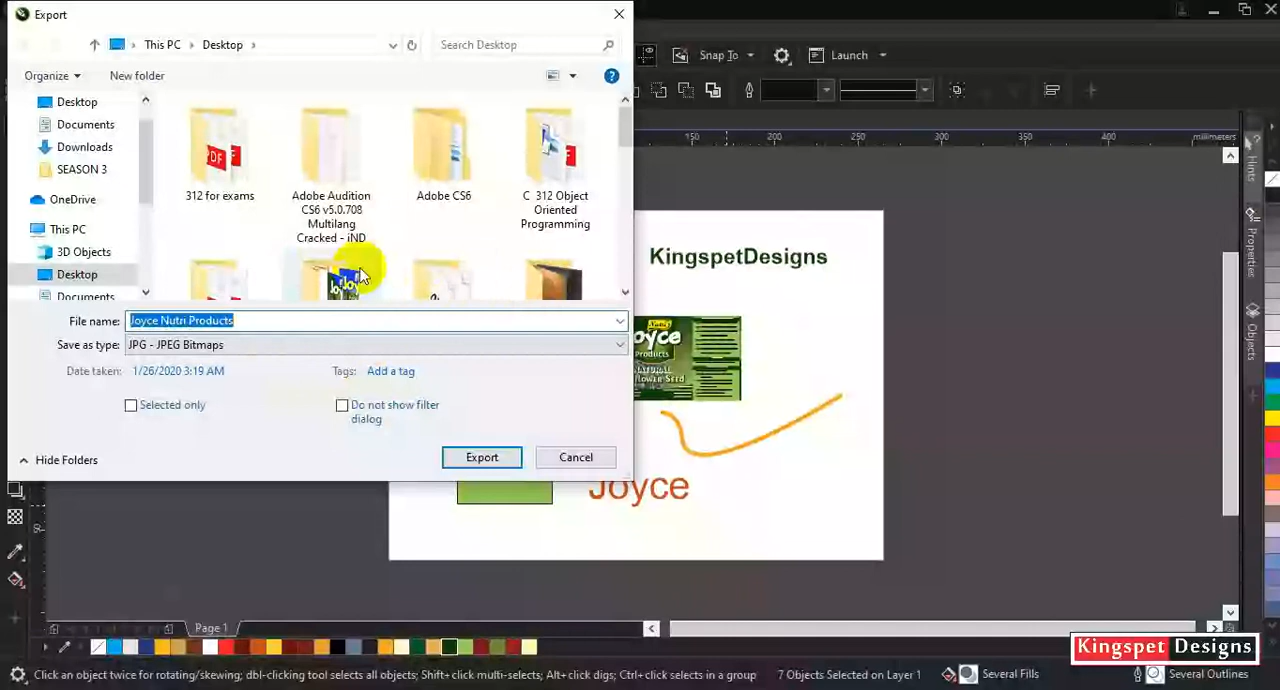 Export
This PC
Desktop
Search Desktop
Organize
New folder
Desktop
Documents
Downloads
SEASON 3
OneDrive
This PC
3D Objects
Desktop
Documents
312 for exams
Adobe Audition
CS6 v5.0.708
Multilang
Cracked - iND
Adobe CS6
C 312 Object
Oriented
Programming
File name:
Joyce Nutri Products
Save as type:
JPG - JPEG Bitmaps
Date taken:
1/26/2020 3:19 AM
Tags:
Add a tag
Selected only
Do not show filter
dialog
Hide Folders
Export
Cancel
Snap To
Launch
150
200
250
300
350
400
millimeters
Hints
Properties
Objects
KingspetDesigns
Nutri
Joyce
Products
NATURAL
Joyce
Page 1
Kingspet Designs
Click an object twice for rotating/skewing; dbl-clicking tool selects all objects; Shift+click multi-selects; Alt+click digs; Ctrl+click selects in a group
7 Objects Selected on Layer 1
Several Fills
Several Outlines